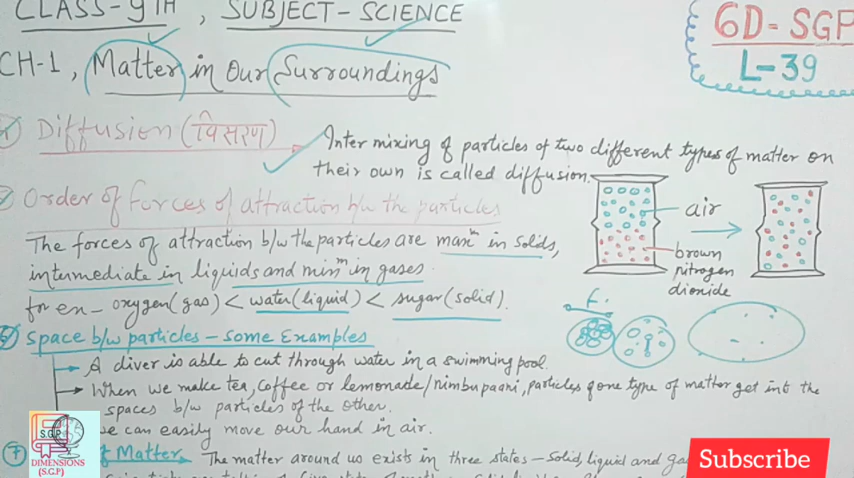 CLASS-9TH, SUBJECT-SCIENCE
6D-SGP
L-39
CH-1, Matter in Our Surroundings
Diffusion (विसरण)
Inter mixing of particles of two different types of matter on
their own is called diffusion.
Order of forces of attraction b/w the particles
The forces of attraction b/w the particles are maxᵐ in solids,
intermediate in liquids and minᵐ in gases.
for ex- oxygen(gas) < water(liquid) < sugar(solid).
air
brown
nitrogen
dioxide
f.
Space b/w particles - some Examples
A diver is able to cut through water in a swimming pool.
When we make tea, coffee or lemonade/nimbu paani, particles of one type of matter get into the
spaces b/w particles of the other.
we can easily move our hand in air.
7 of Matter
The matter around us exists in three states - solid, liquid and
S.G.P
DIMENSIONS
(S.G.P)
Subscribe